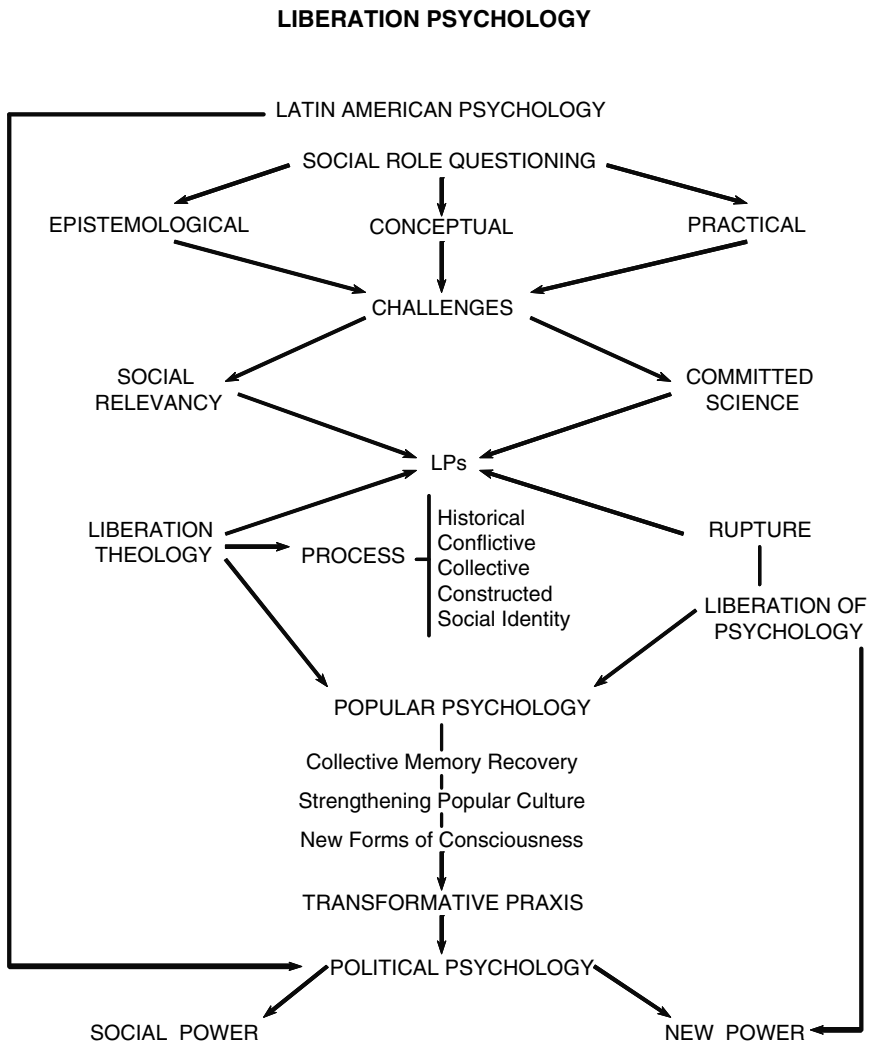 LIBERATION PSYCHOLOGY
LATIN AMERICAN PSYCHOLOGY
SOCIAL ROLE QUESTIONING
EPISTEMOLOGICAL
CONCEPTUAL
PRACTICAL
CHALLENGES
SOCIAL
RELEVANCY
COMMITTED
SCIENCE
LPs
LIBERATION
THEOLOGY
PROCESS
Historical
Conflictive
Collective
Constructed
Social Identity
RUPTURE
LIBERATION OF
PSYCHOLOGY
POPULAR PSYCHOLOGY
Collective Memory Recovery
Strengthening Popular Culture
New Forms of Consciousness
TRANSFORMATIVE PRAXIS
POLITICAL PSYCHOLOGY
SOCIAL POWER
NEW POWER